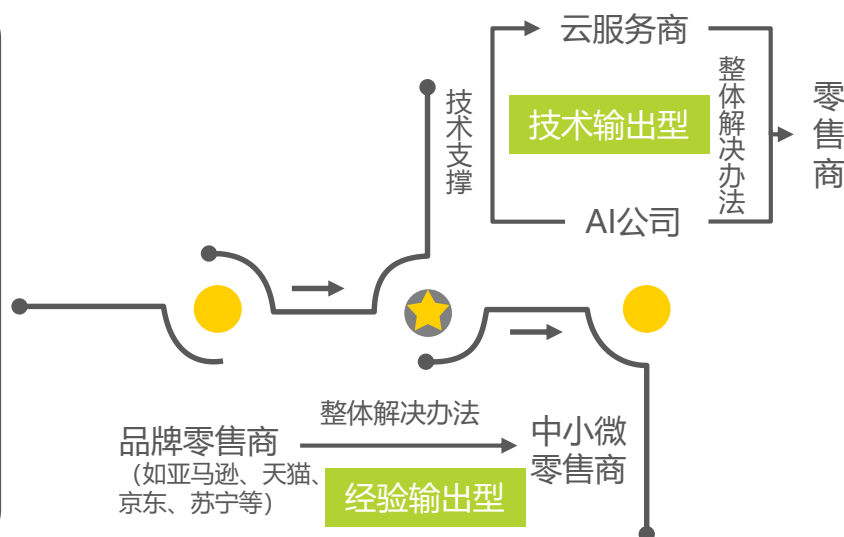 云服务商
技术支撑
技术输出型
整体解决办法
零售商
AI公司
整体解决办法
品牌零售商
（如亚马逊、天猫、
京东、苏宁等）
经验输出型
中小微
零售商